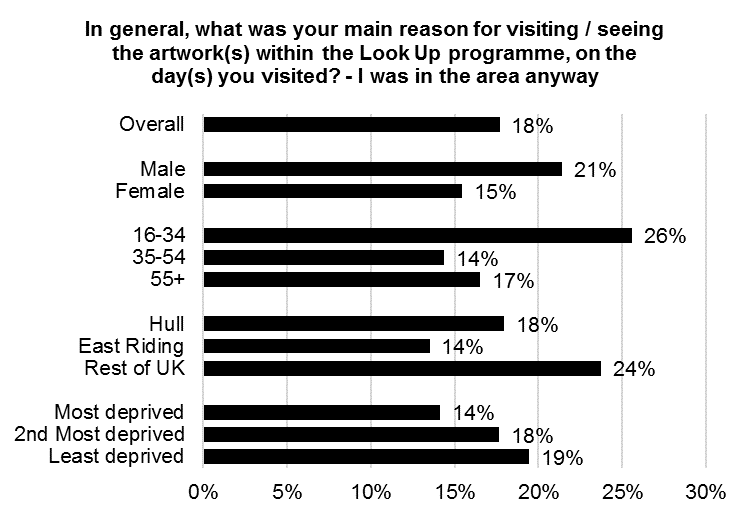 In general, what was your main reason for visiting / seeing
the artwork(s) within the Look Up programme, on the
day(s) you visited? - I was in the area anyway
Overall 18%
Male 21%
Female 15%
16-34 26%
35-54 14%
55+ 17%
Hull 18%
East Riding 14%
Rest of UK 24%
Most deprived 14%
2nd Most deprived 18%
Least deprived 19%
0% 5% 10% 15% 20% 25% 30%